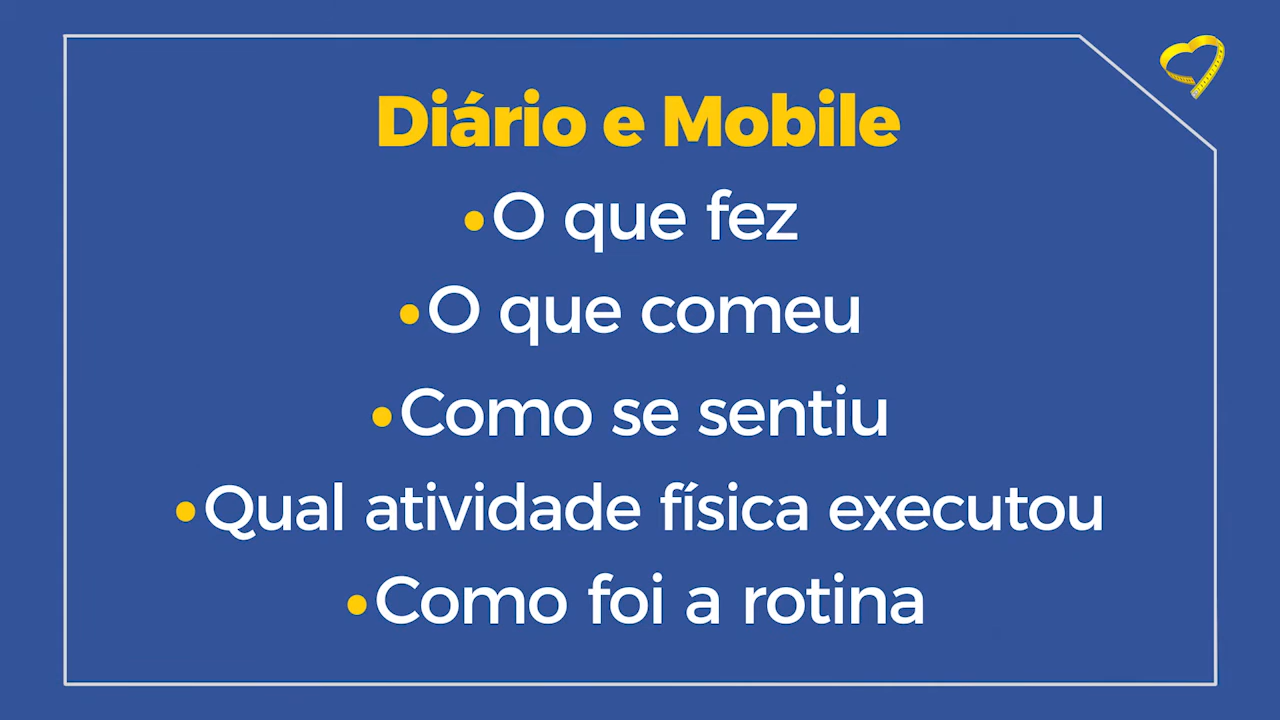 Diário e Mobile
•O que fez
•O que comeu
•Como se sentiu
•Qual atividade física executou
•Como foi a rotina